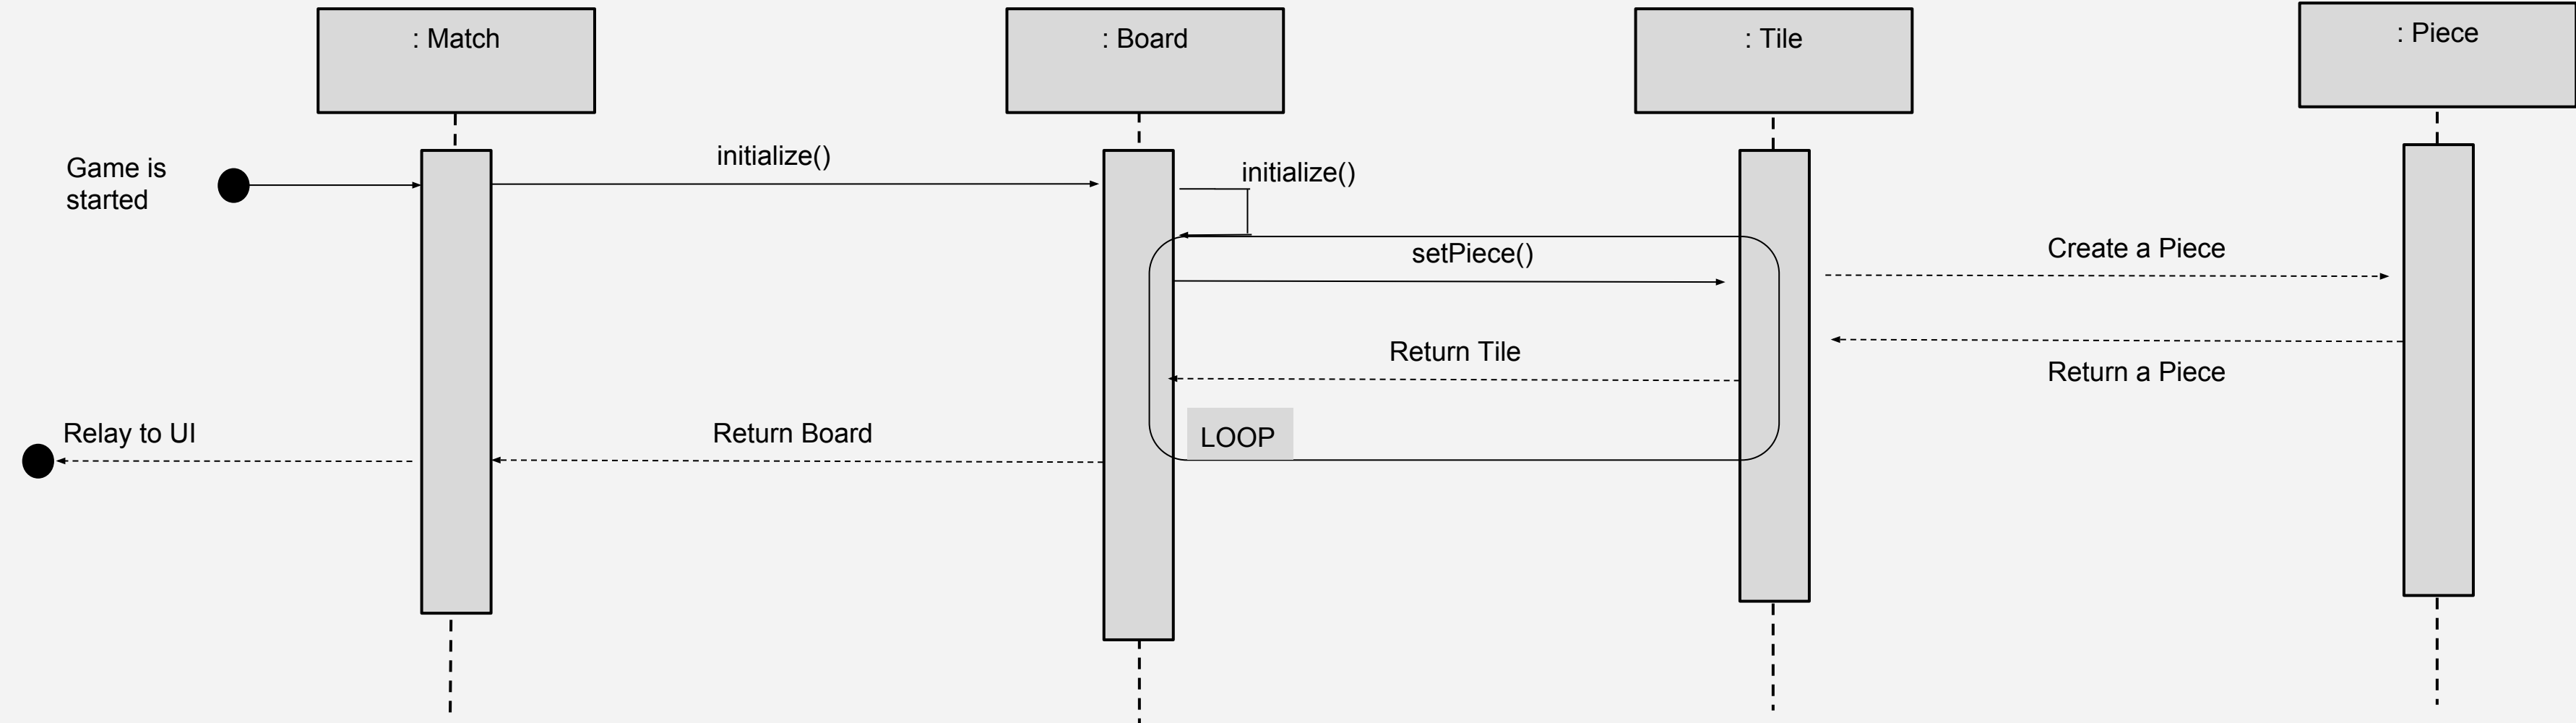 : Match
: Board
: Tile
: Piece
Game is
started
initialize()
initialize()
setPiece()
Create a Piece
Return Tile
Return a Piece
Relay to UI
Return Board
LOOP